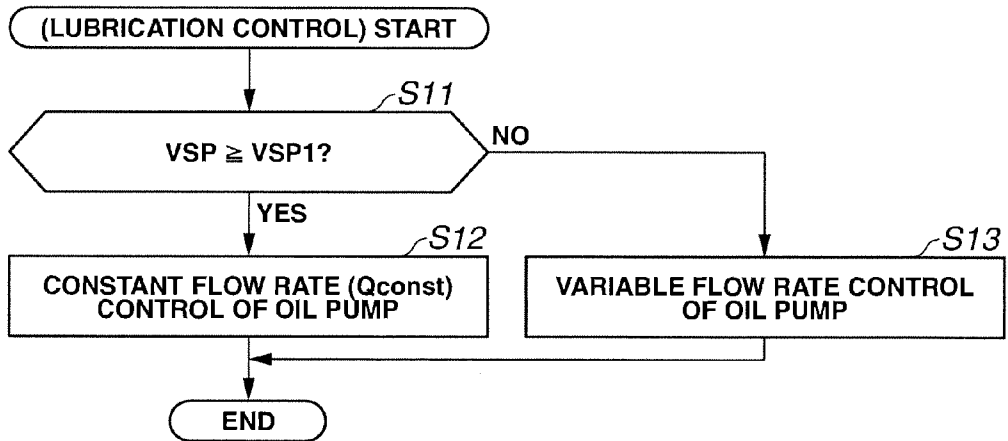 (LUBRICATION CONTROL) START
S11
VSP ≧ VSP1?
NO
YES
S12
CONSTANT FLOW RATE (Qconst)
CONTROL OF OIL PUMP
S13
VARIABLE FLOW RATE CONTROL
OF OIL PUMP
END